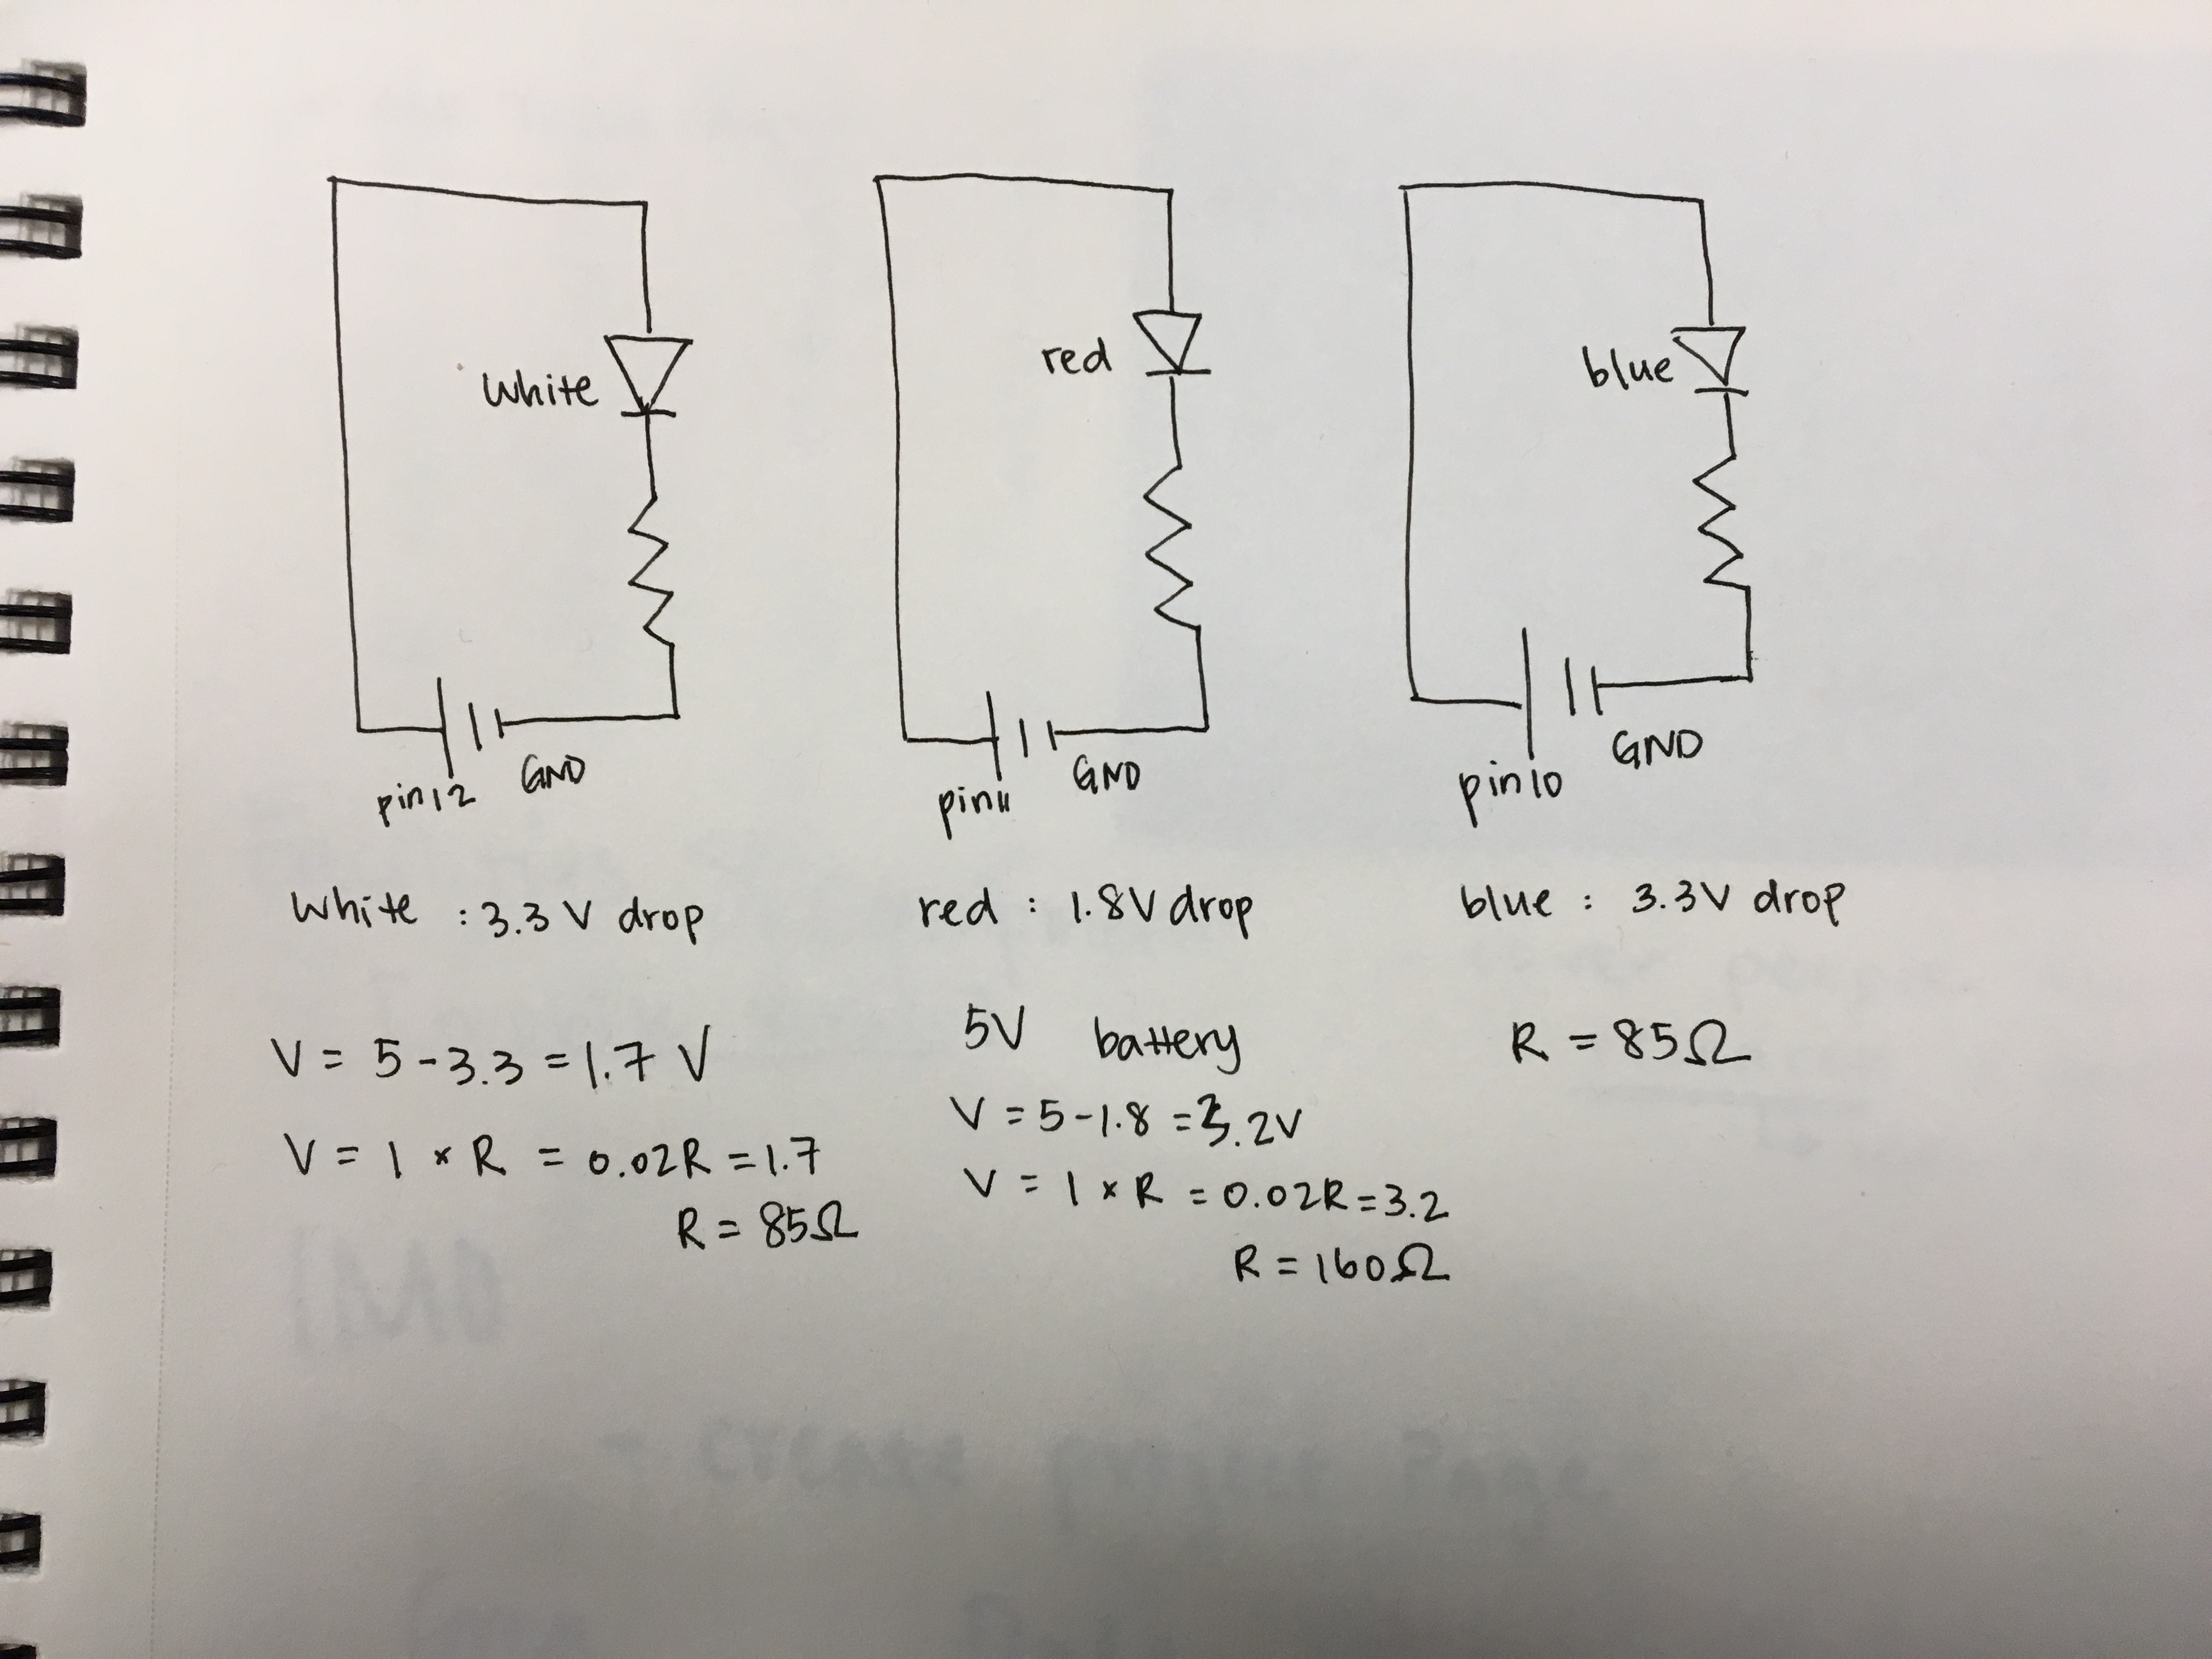 white
pin12 GND
white : 3.3 V drop
V = 5-3.3 = 1.7 V
V = I × R = 0.02R = 1.7
R = 85Ω
red
pin11 GND
red : 1.8V drop
5V battery
V = 5-1.8 = 3.2V
V = I × R = 0.02R = 3.2
R = 160Ω
blue
pin10 GND
blue : 3.3V drop
R = 85Ω